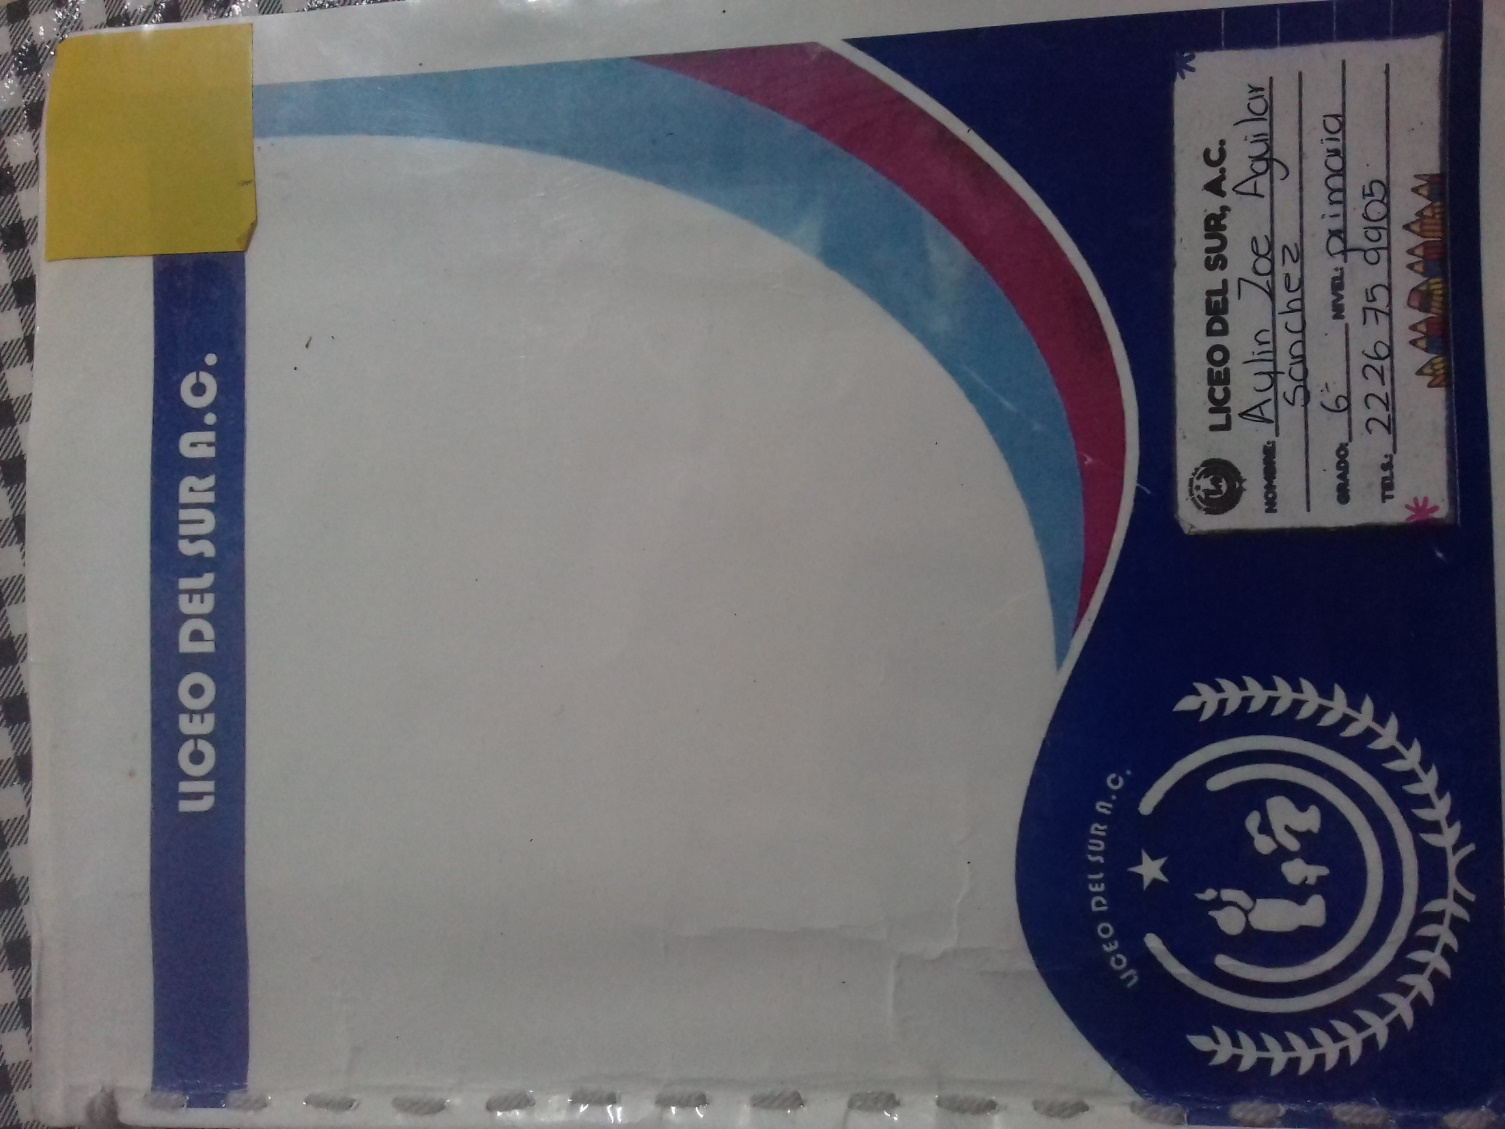 LICEO DEL SUR A.C.
LICEO DEL SUR A.C.
LICEO DEL SUR, A.C.
NOMBRE: Aylin Zoe Aguilar
Sanchez
GRADO: 6º NIVEL: primaria
TELS.: 2226 75 9905